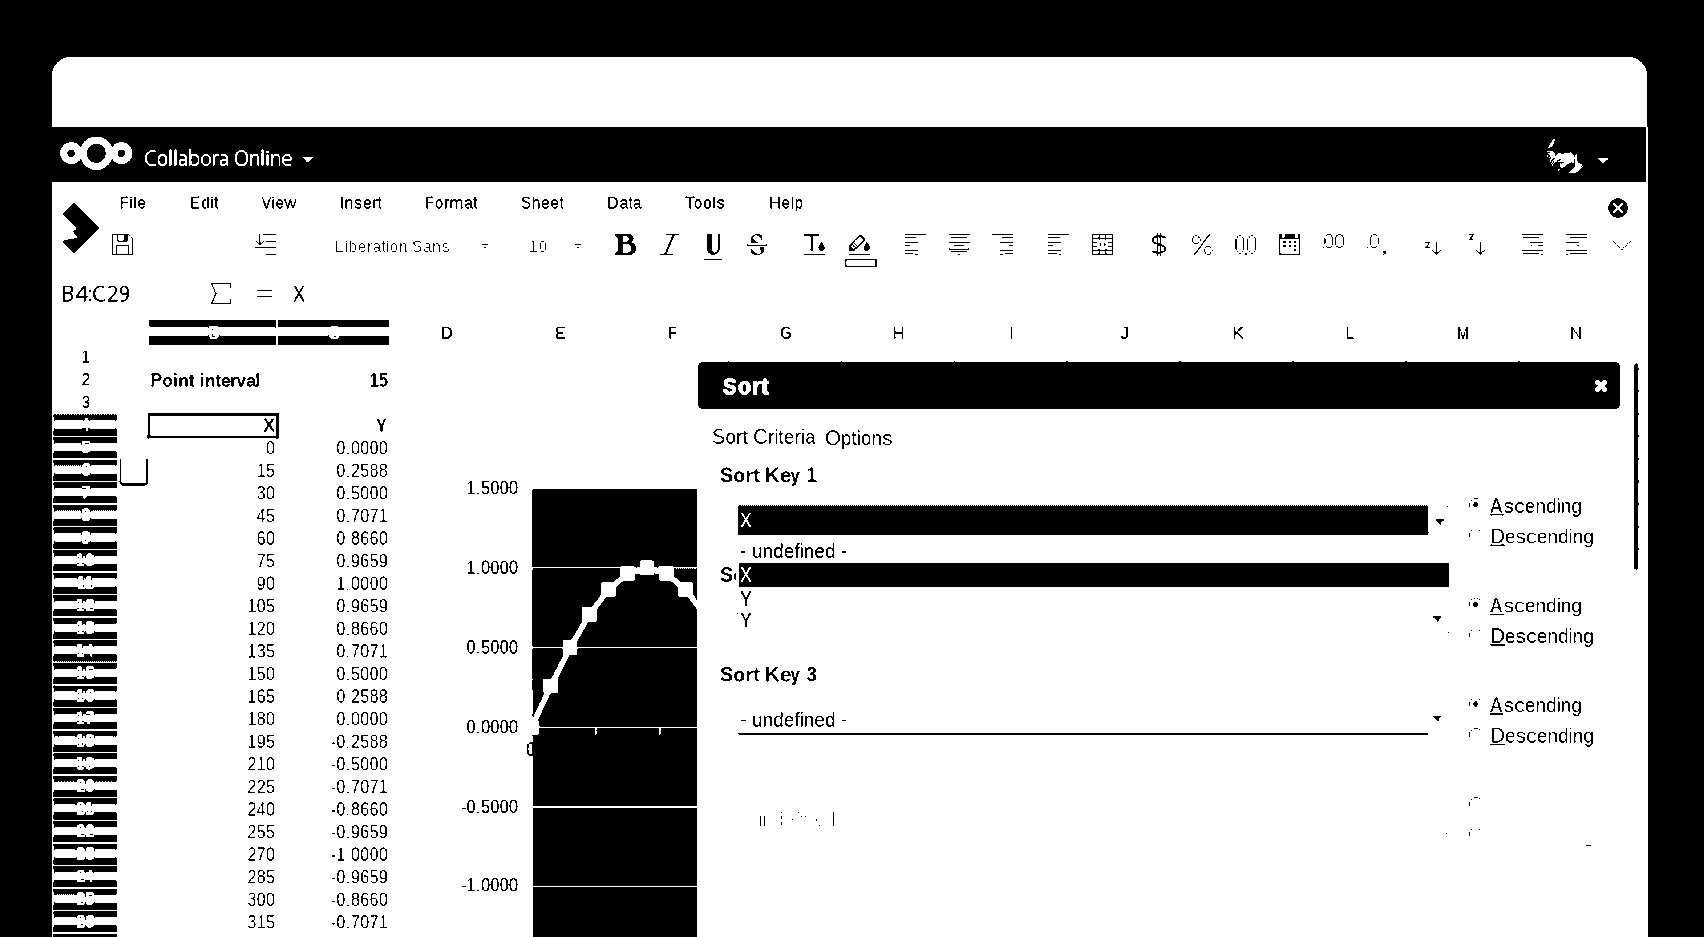 Collabora Online
File Edit View Insert Format Sheet Data Tools Help
Liberation Sans 10 B I U S $ %
B4:C29 Σ = X
D E F G H I J K L M N
1
2 Point interval 15
3
X Y
0 0.0000
15 0.2588
30 0.5000
45 0.7071
60 0 8660
75 0.9659
90 1.0000
105 0.9659
120 0.8660
135 0.7071
150 0.5000
165 0 2588
180 0.0000
195 -0.2588
210 -0.5000
225 -0.7071
240 -0.8660
255 -0.9659
270 -1 0000
285 -0.9659
300 -0.8660
315 -0.7071
1.5000
1.0000
0.5000
0.0000
-0.5000
-1.0000
Sort
Sort Criteria Options
Sort Key 1
X
Ascending
Descending
- undefined -
X
Y
Y
Ascending
Descending
Sort Key 3
- undefined -
Ascending
Descending